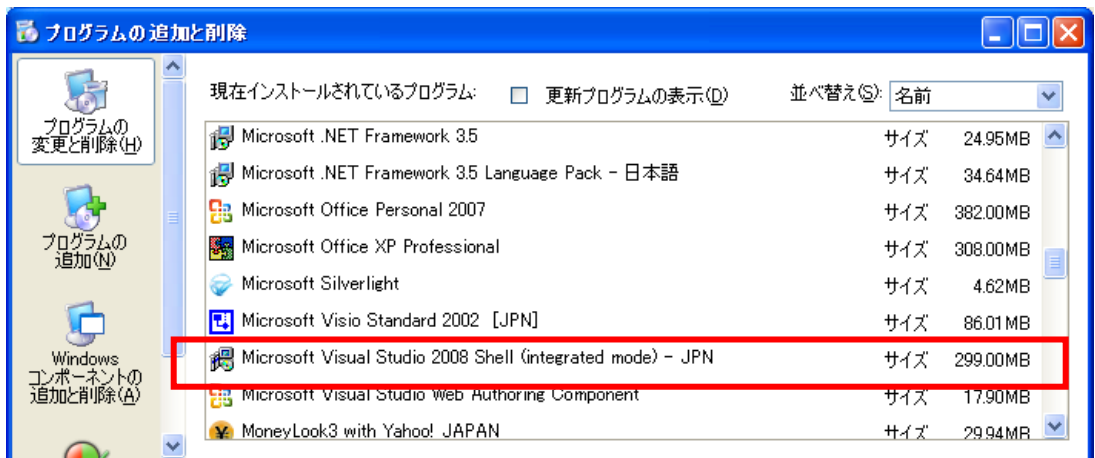 プログラムの追加と削除
プログラムの
変更と削除(H)
プログラムの
追加(N)
Windows
コンポーネントの
追加と削除(A)
現在インストールされているプログラム: 更新プログラムの表示(D) 並べ替え(S): 名前
Microsoft .NET Framework 3.5 サイズ 24.95MB
Microsoft .NET Framework 3.5 Language Pack - 日本語 サイズ 34.64MB
Microsoft Office Personal 2007 サイズ 382.00MB
Microsoft Office XP Professional サイズ 308.00MB
Microsoft Silverlight サイズ 4.62MB
Microsoft Visio Standard 2002 [JPN] サイズ 86.01MB
Microsoft Visual Studio 2008 Shell (integrated mode) - JPN サイズ 299.00MB
Microsoft Visual Studio Web Authoring Component サイズ 17.90MB
MoneyLook3 with Yahoo! JAPAN サイズ 29.94MB